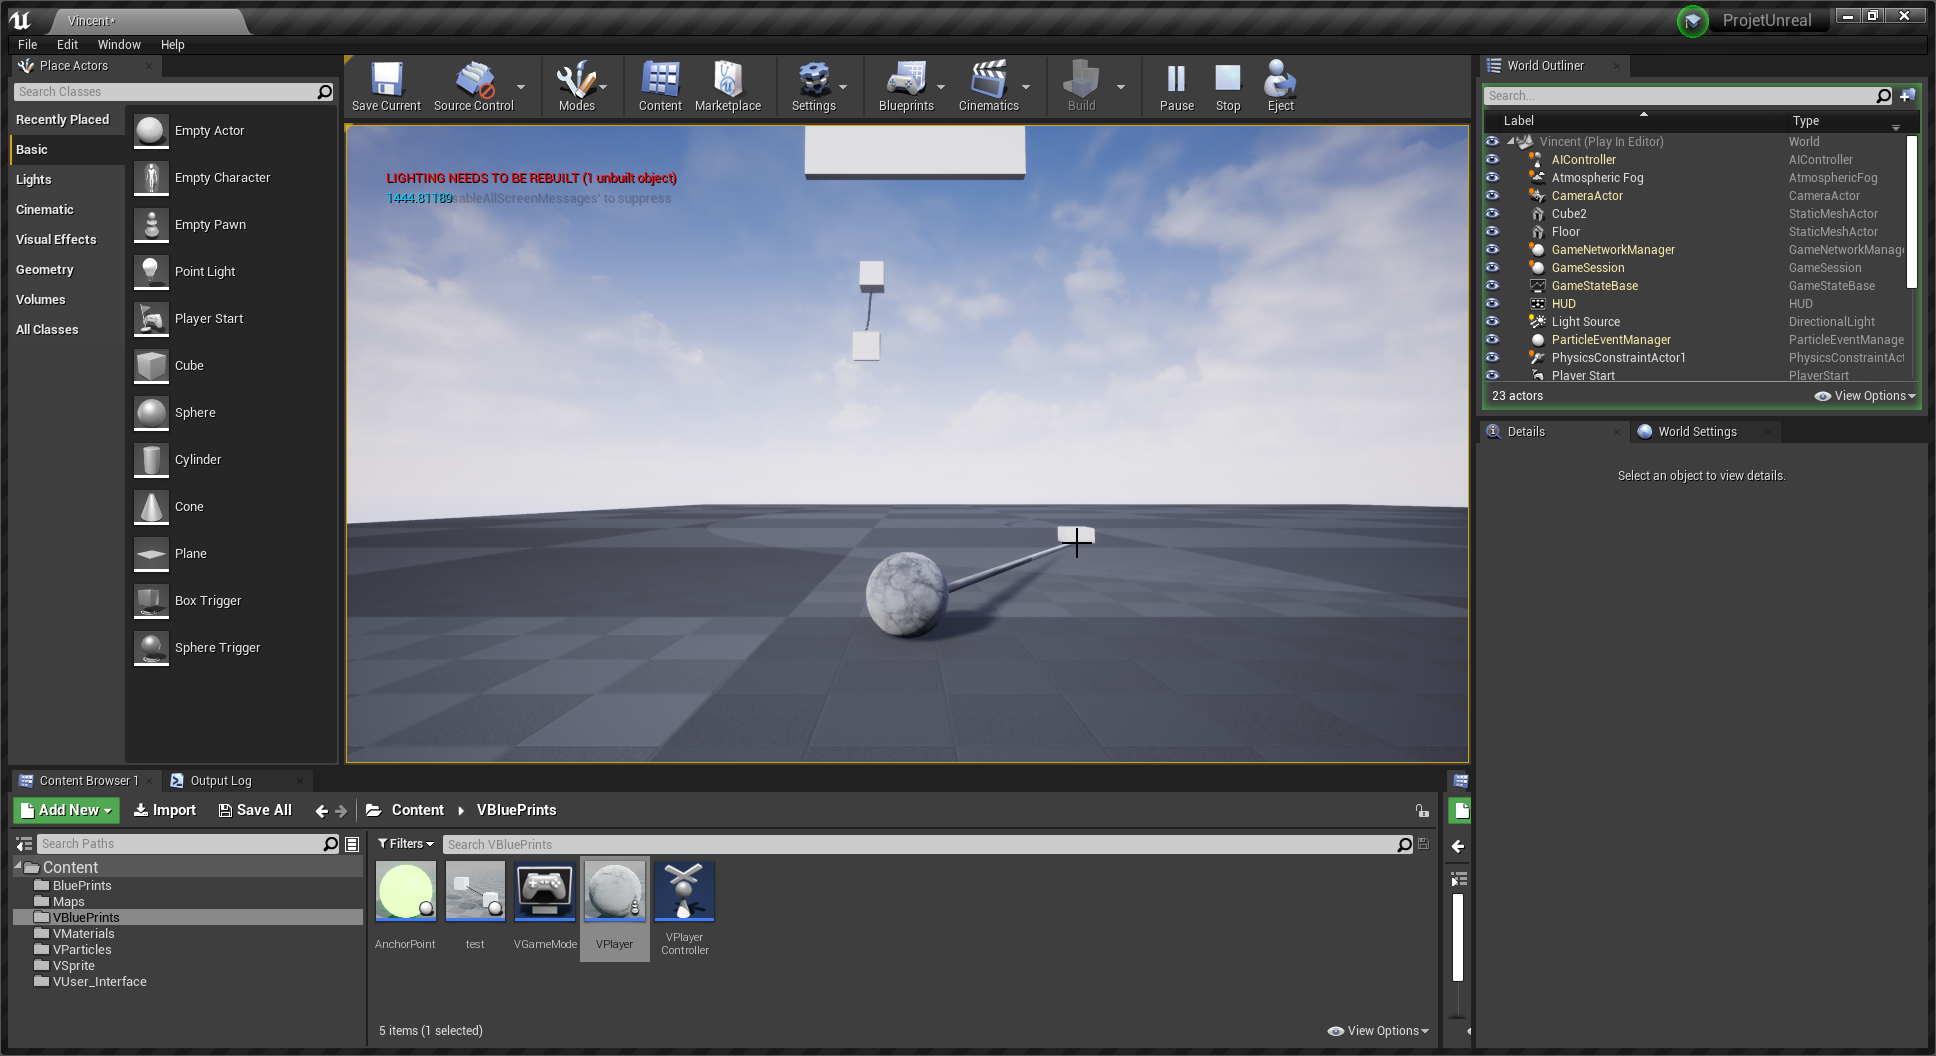 Vincent*
ProjetUnreal
File Edit Window Help
Place Actors
Search Classes
Recently Placed
Basic
Lights
Cinematic
Visual Effects
Geometry
Volumes
All Classes
Empty Actor
Empty Character
Empty Pawn
Point Light
Player Start
Cube
Sphere
Cylinder
Cone
Plane
Box Trigger
Sphere Trigger
Save Current Source Control Modes Content Marketplace Settings Blueprints Cinematics Build Pause Stop Eject
LIGHTING NEEDS TO BE REBUILT (1 unbuilt object)
1444.81189 sableAllScreenMessages' to suppress
World Outliner
Search...
Label Type
Vincent (Play In Editor) World
AIController AIController
Atmospheric Fog AtmosphericFog
CameraActor CameraActor
Cube2 StaticMeshActor
Floor StaticMeshActor
GameNetworkManager GameNetworkManage
GameSession GameSession
GameStateBase GameStateBase
HUD HUD
Light Source DirectionalLight
ParticleEventManager ParticleEventManage
PhysicsConstraintActor1 PhysicsConstraintAct
Player Start PlayerStart
23 actors View Options
Details World Settings
Select an object to view details.
Content Browser 1 Output Log
Add New Import Save All Content VBluePrints
Search Paths
Content
BluePrints
Maps
VBluePrints
VMaterials
VParticles
VSprite
VUser_Interface
Filters Search VBluePrints
AnchorPoint test VGameMode VPlayer VPlayer
Controller
5 items (1 selected) View Options